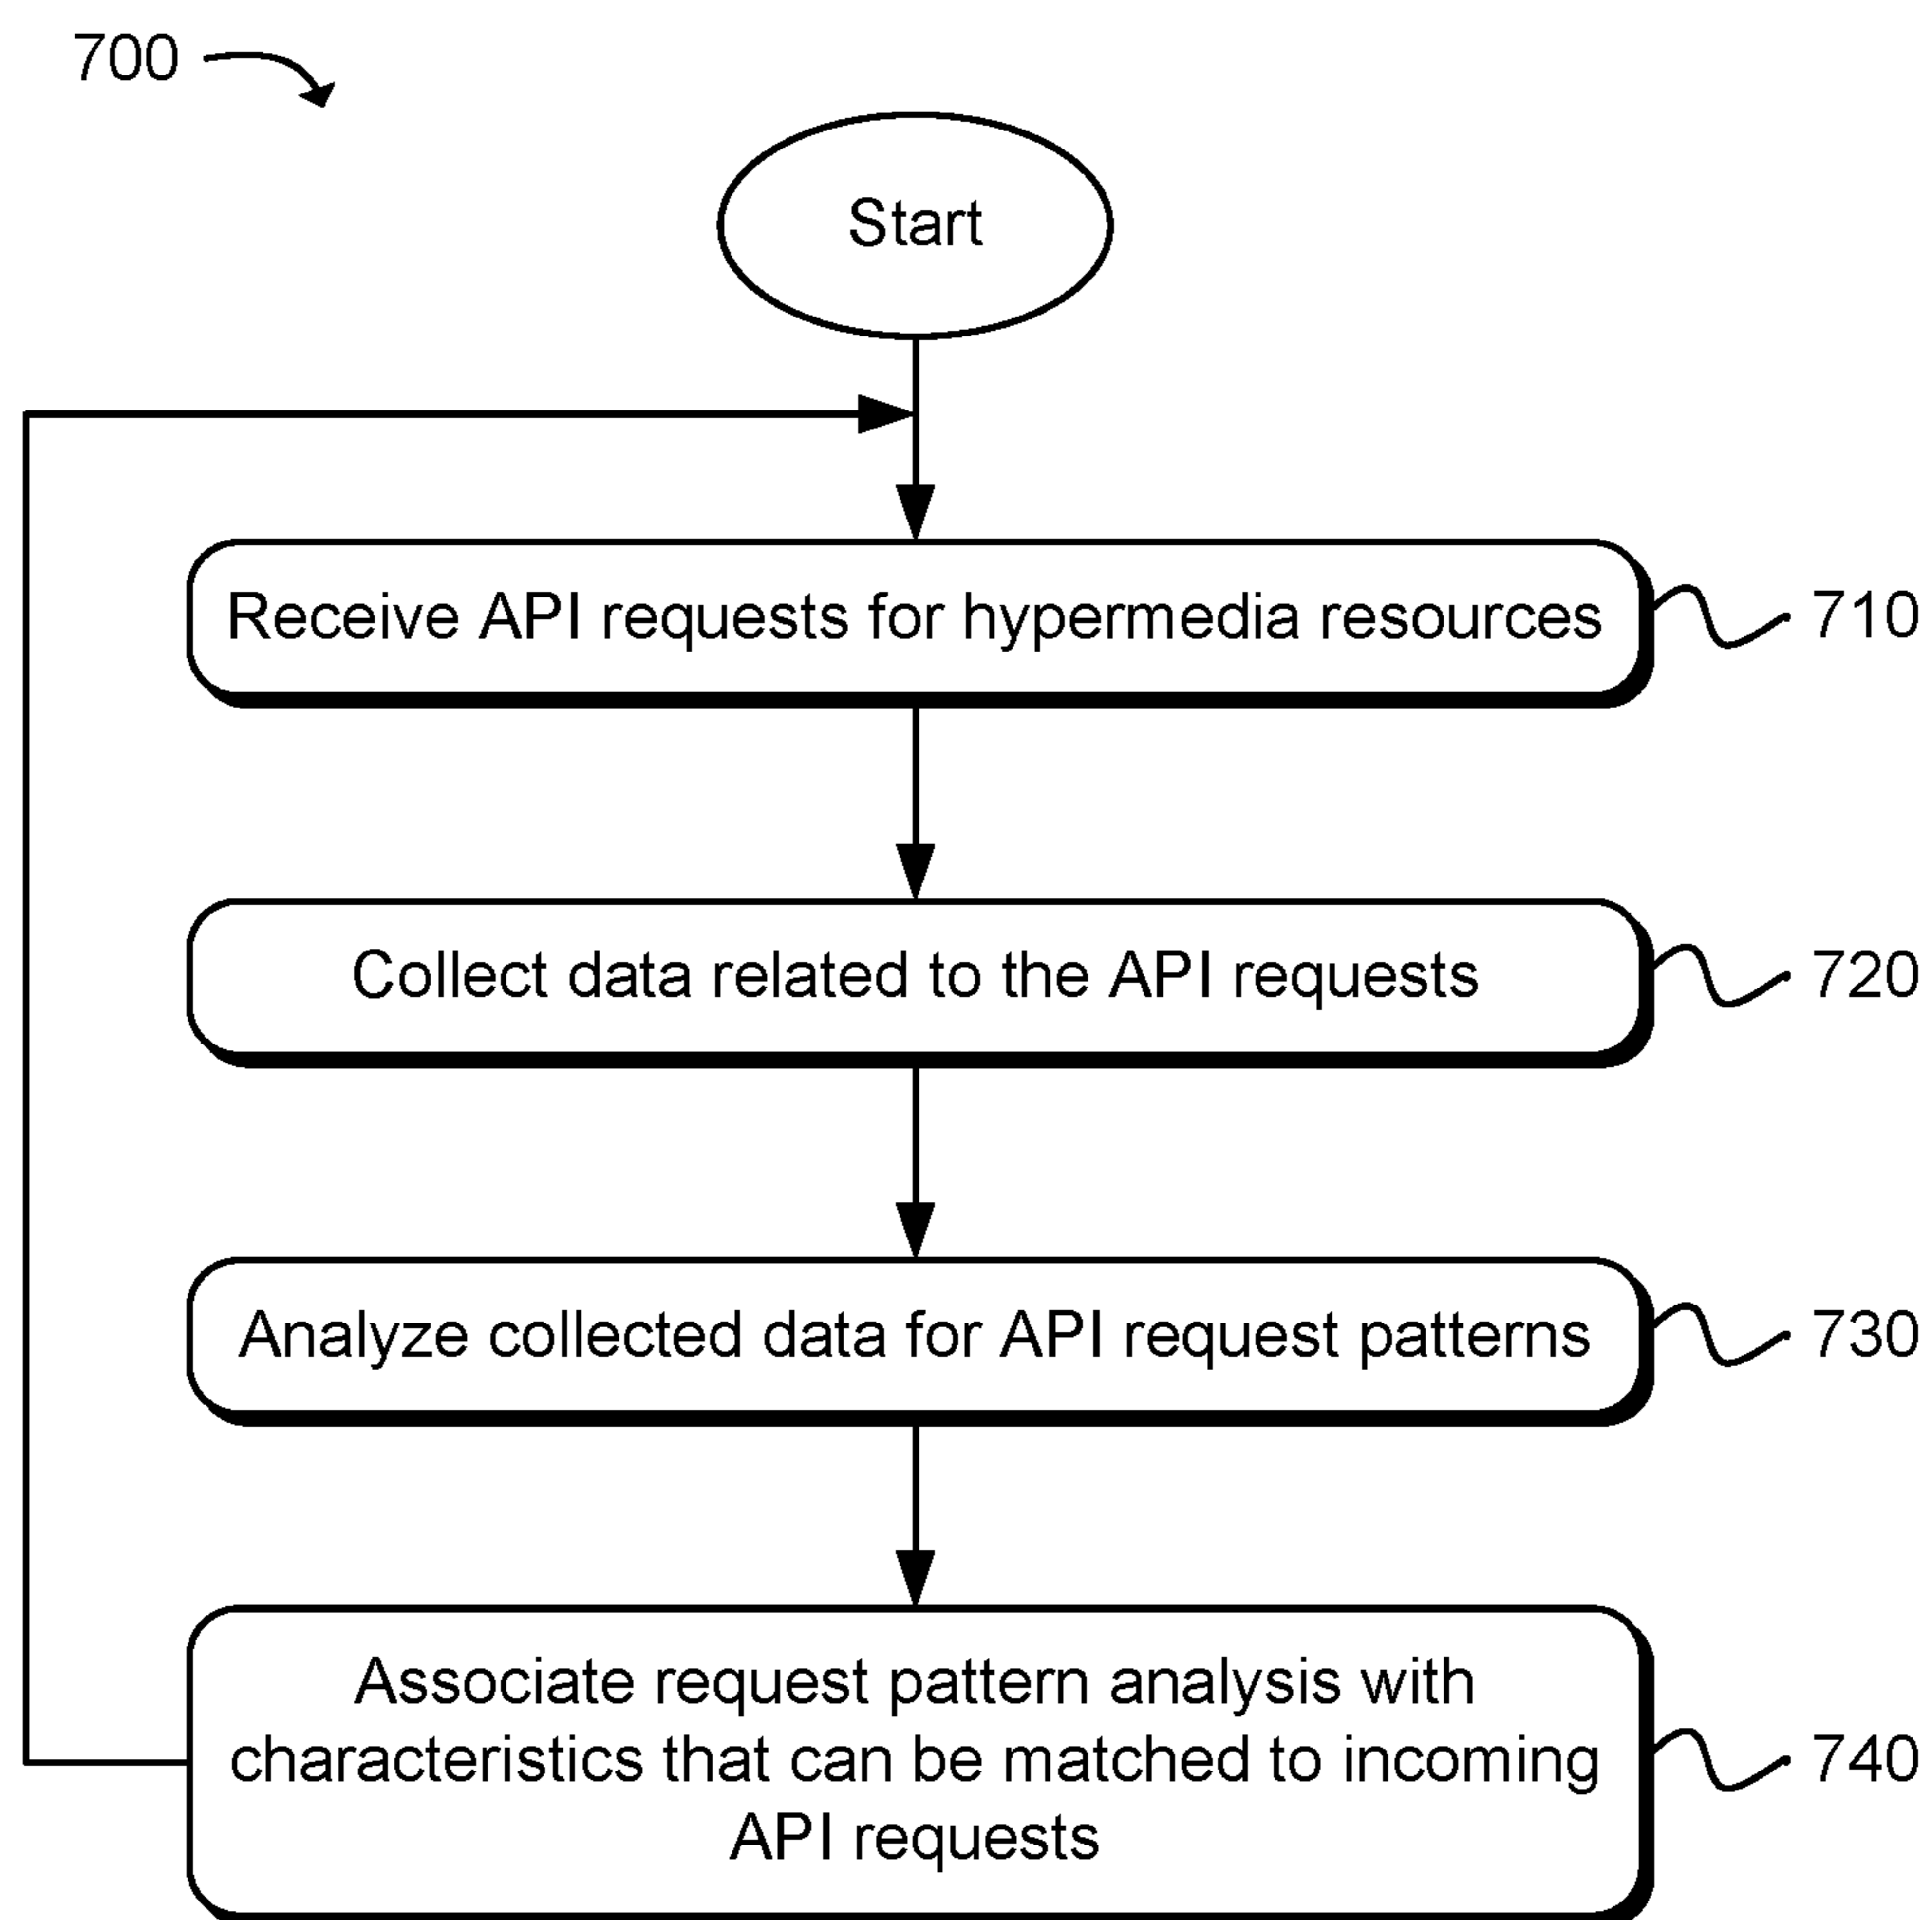 700
Start
Receive API requests for hypermedia resources
710
Collect data related to the API requests
720
Analyze collected data for API request patterns
730
Associate request pattern analysis with
characteristics that can be matched to incoming
API requests
740